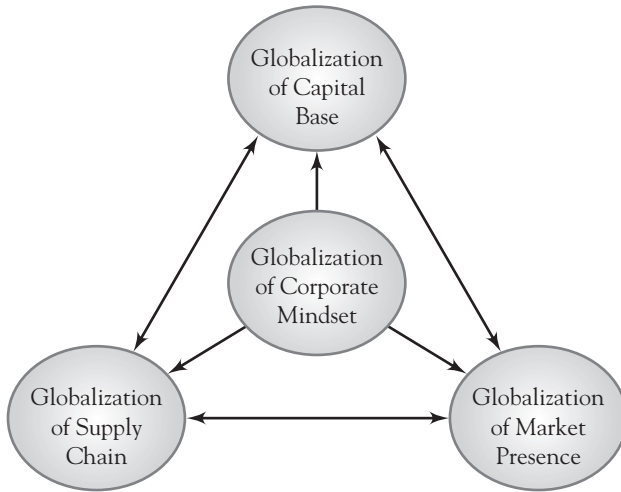 Globalization
of Capital
Base
Globalization
of Corporate
Mindset
Globalization
of Supply
Chain
Globalization
of Market
Presence